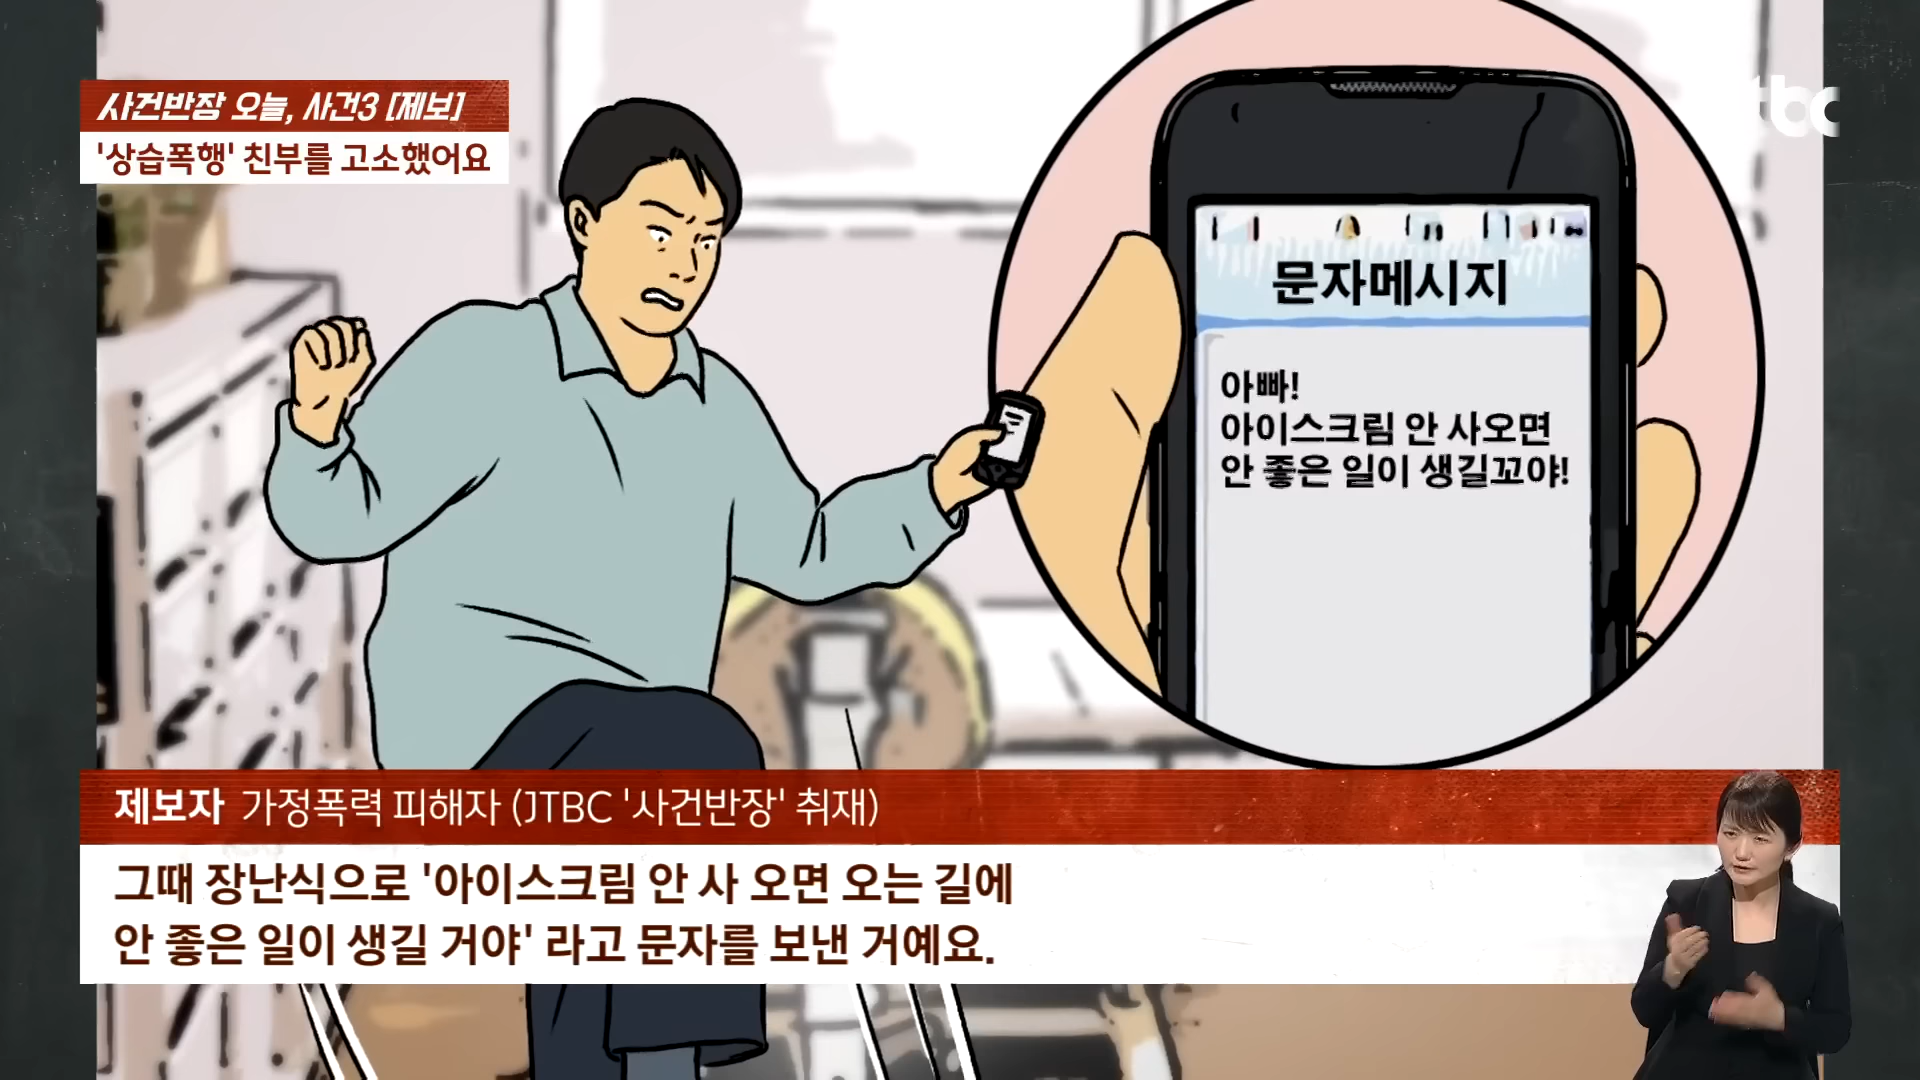 사건반장 오늘, 사건3 [제보]
'상습폭행' 친부를 고소했어요
tbc
문자메시지
아빠!
아이스크림 안 사오면
안 좋은 일이 생길꼬야!
제보자 가정폭력 피해자 (JTBC '사건반장' 취재)
그때 장난식으로 '아이스크림 안 사 오면 오는 길에
안 좋은 일이 생길 거야' 라고 문자를 보낸 거예요.